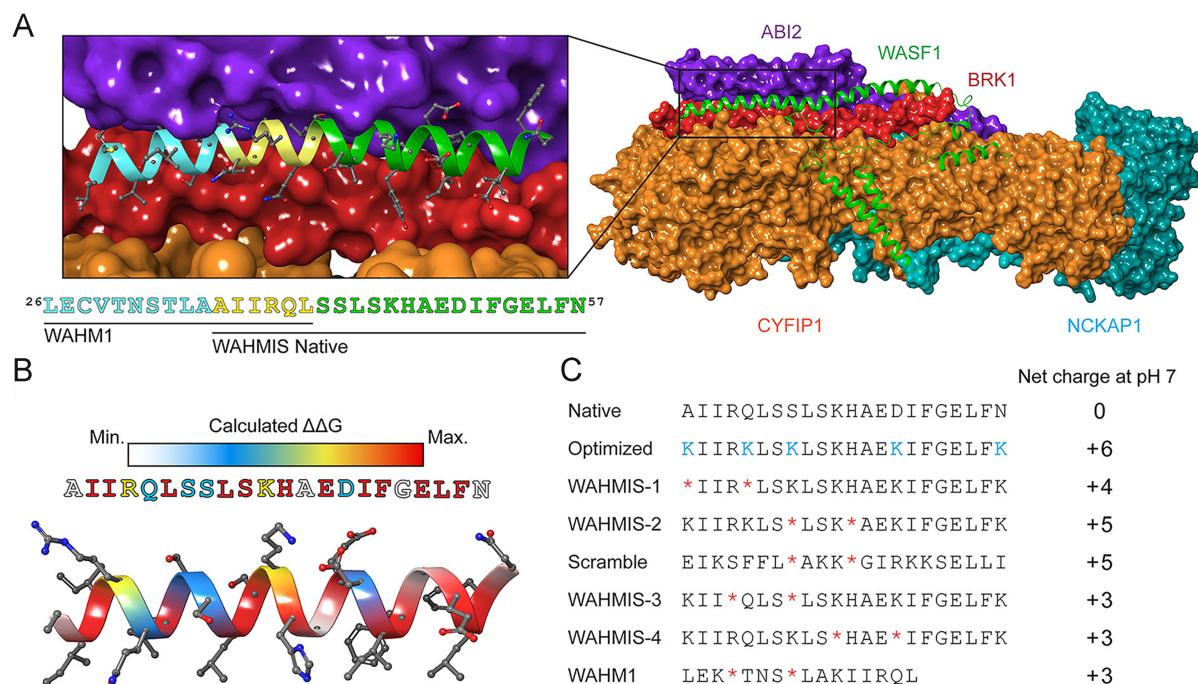 A
ABI2
WASF1
BRK1
CYFIP1
NCKAP1
²⁶LECVTNSTLAAIIRQLSSLSKHAEDIFGELFN⁵⁷
WAHM1
WAHMIS Native
B
Calculated ΔΔG
Min.
Max.
AIIRQLSSLSKHAEDIFGELFN
C
Net charge at pH 7
Native AIIRQLSSLSKHAEDIFGELFN 0
Optimized KIIRKLSKLSKHAEKIFGELFK +6
WAHMIS-1 *IIR*LSKLSKHAEKIFGELFK +4
WAHMIS-2 KIIRKLS*LSK*AEKIFGELFK +5
Scramble EIKSFFL*AKK*GIRKKSELLI +5
WAHMIS-3 KII*QLS*LSKHAEKIFGELFK +3
WAHMIS-4 KIIRQLSKLS*HAE*IFGELFK +3
WAHM1 LEK*TNS*LAKIIRQL +3